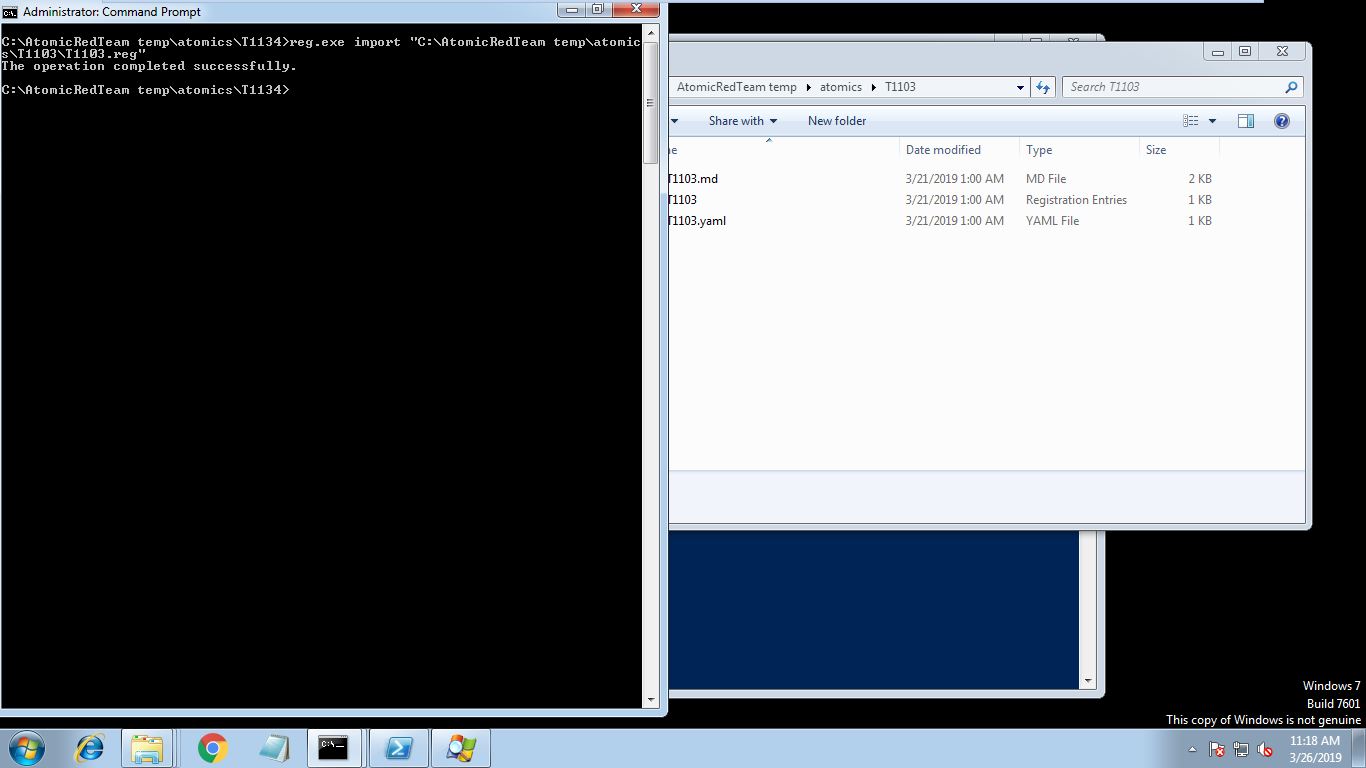 Administrator: Command Prompt
C:\AtomicRedTeam temp\atomics\T1134>reg.exe import "C:\AtomicRedTeam temp\atomic
s\T1103\T1103.reg"
The operation completed successfully.
C:\AtomicRedTeam temp\atomics\T1134>
AtomicRedTeam temp ▸ atomics ▸ T1103
Search T1103
Share with
New folder
Date modified Type Size
T1103.md 3/21/2019 1:00 AM MD File 2 KB
T1103 3/21/2019 1:00 AM Registration Entries 1 KB
T1103.yaml 3/21/2019 1:00 AM YAML File 1 KB
Windows 7
Build 7601
This copy of Windows is not genuine
11:18 AM
3/26/2019